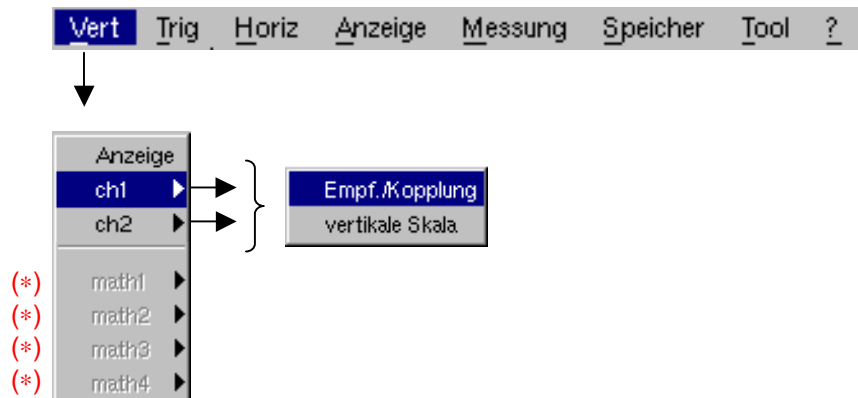 Vert Trig Horiz Anzeige Messung Speicher Tool ?
Anzeige
ch1
ch2
Empf./Kopplung
vertikale Skala
(*) math1
(*) math2
(*) math3
(*) math4